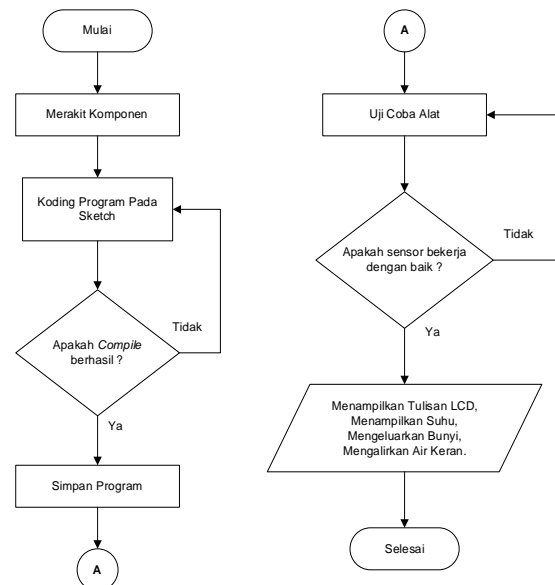 Mulai
Merakit Komponen
Koding Program Pada
Sketch
Apakah Compile
berhasil ?
Tidak
Ya
Simpan Program
A
A
Uji Coba Alat
Apakah sensor bekerja
dengan baik ?
Tidak
Ya
Menampilkan Tulisan LCD,
Menampilkan Suhu,
Mengeluarkan Bunyi,
Mengalirkan Air Keran.
Selesai